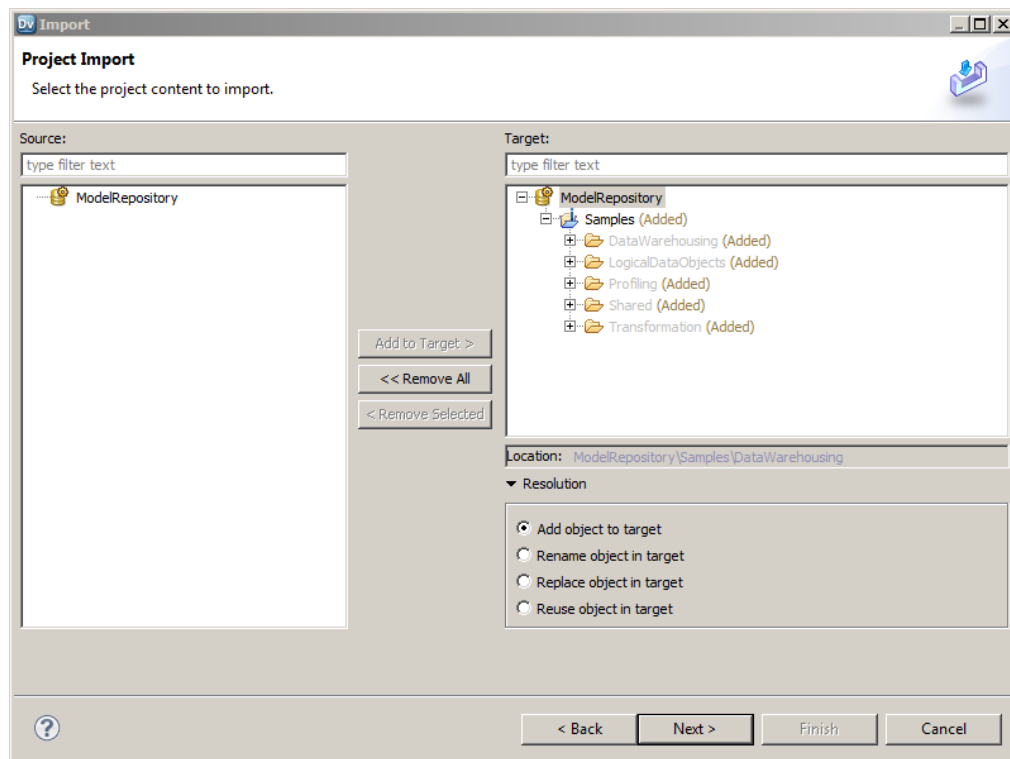 Dv Import
Project Import
Select the project content to import.
Source:
type filter text
ModelRepository
Add to Target >
<< Remove All
< Remove Selected
Target:
type filter text
ModelRepository
Samples (Added)
DataWarehousing (Added)
LogicalDataObjects (Added)
Profiling (Added)
Shared (Added)
Transformation (Added)
Location: ModelRepository\Samples\DataWarehousing
Resolution
Add object to target
Rename object in target
Replace object in target
Reuse object in target
?
< Back
Next >
Finish
Cancel